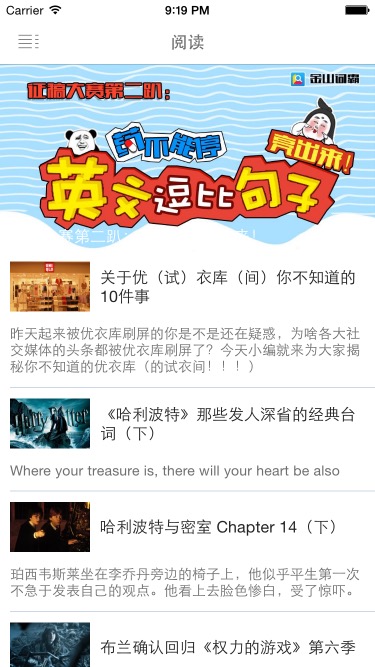 Carrier
9:19 PM
阅读
征稿大赛第二趴:
金山词霸
药不能停
亮出来!
英文逗比句子
关于优（试）衣库（间）你不知道的
10件事
昨天起来被优衣库刷屏的你是不是还在疑惑，为啥各大社
交媒体的头条都被优衣库刷屏了？今天小编就来为大家揭
秘你不知道的优衣库（的试衣间！！！）
《哈利波特》那些发人深省的经典台
词（下）
Where your treasure is, there will your heart be also
哈利波特与密室 Chapter 14（下）
珀西韦斯莱坐在李乔丹旁边的椅子上，他似乎平生第一次
不急于发表自己的观点。他看上去脸色惨白，受了惊吓。
布兰确认回归《权力的游戏》第六季